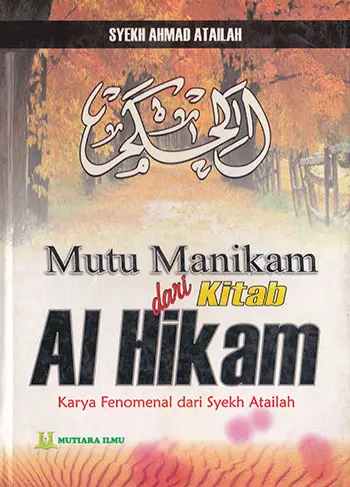 SYEKH AHMAD ATAILAH
الحكم
Mutu Manikam
dari Kitab
Al Hikam
Karya Fenomenal dari Syekh Atailah
MUTIARA ILMU